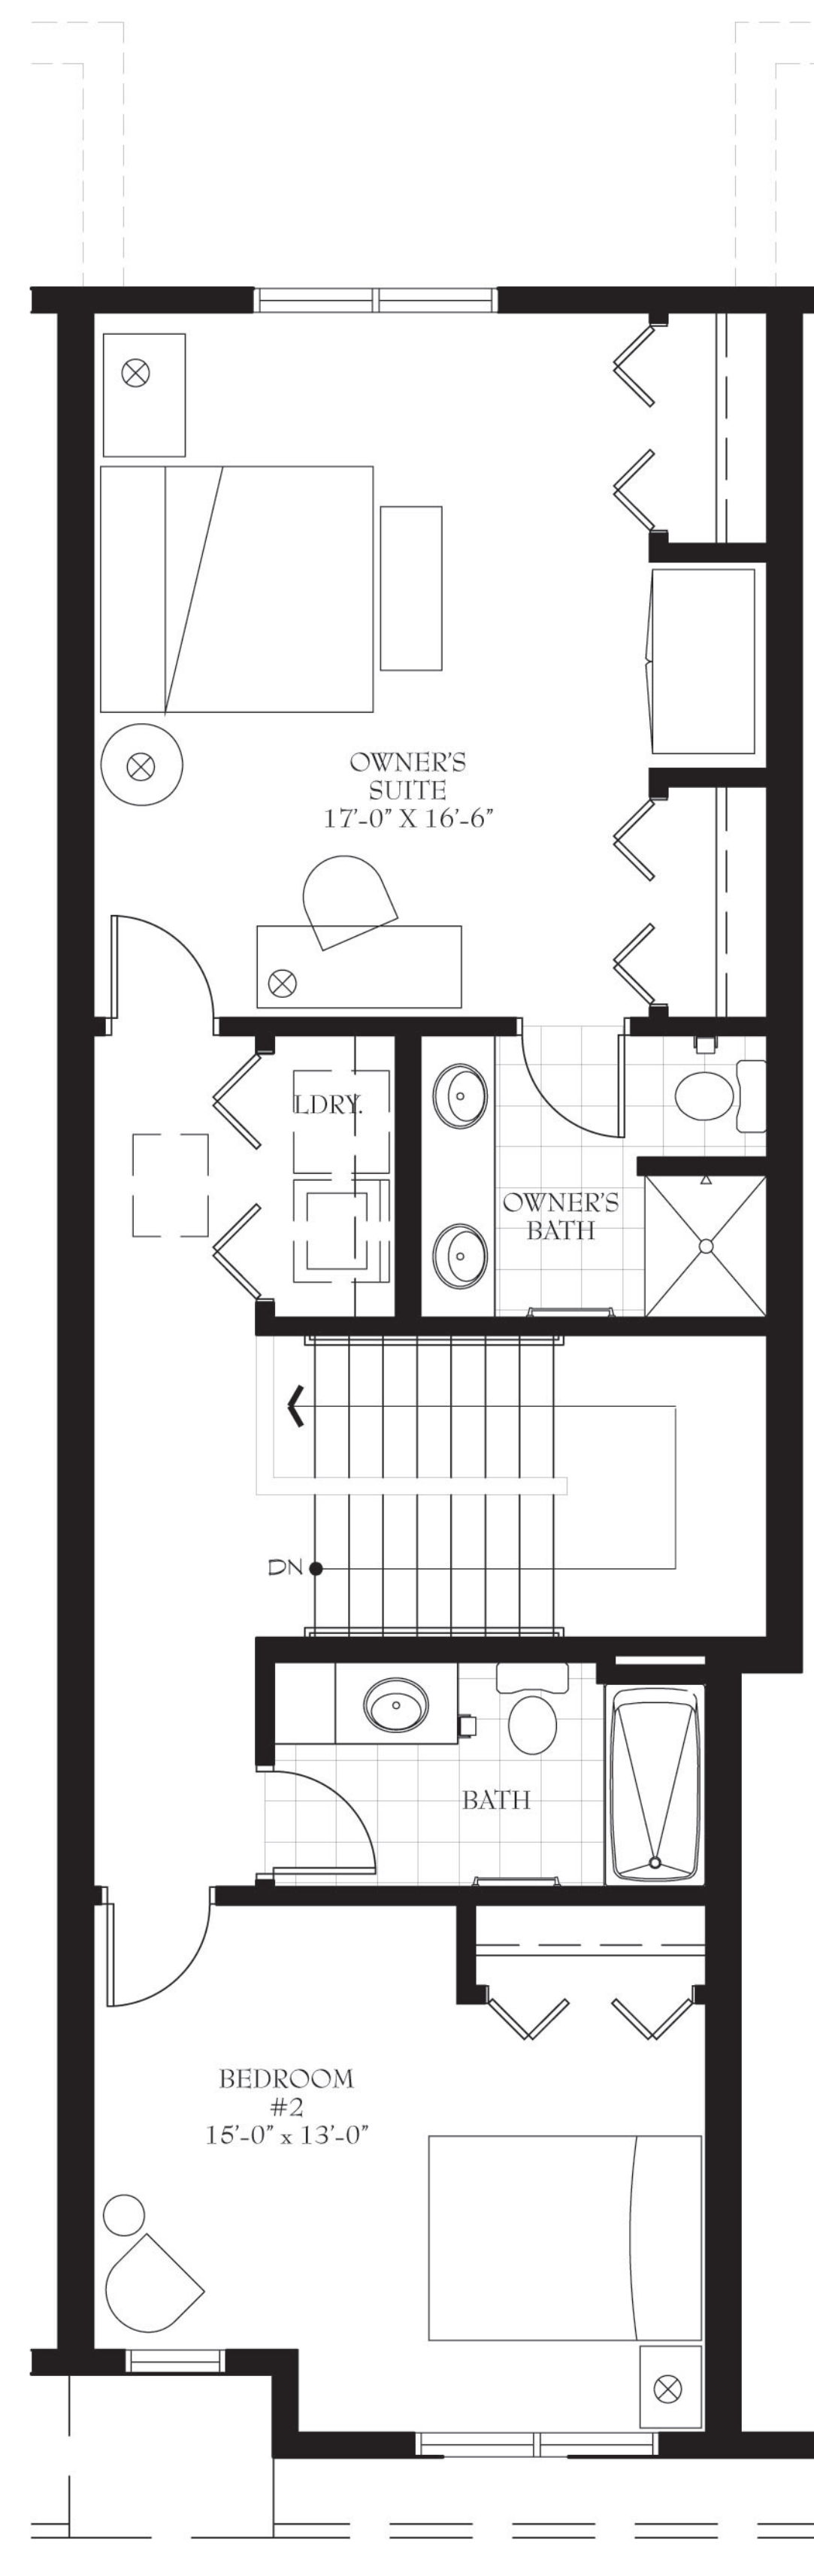 OWNER'S
SUITE
17'-0" X 16'-6"
LDRY.
OWNER'S
BATH
DN
BATH
BEDROOM
#2
15'-0" x 13'-0"